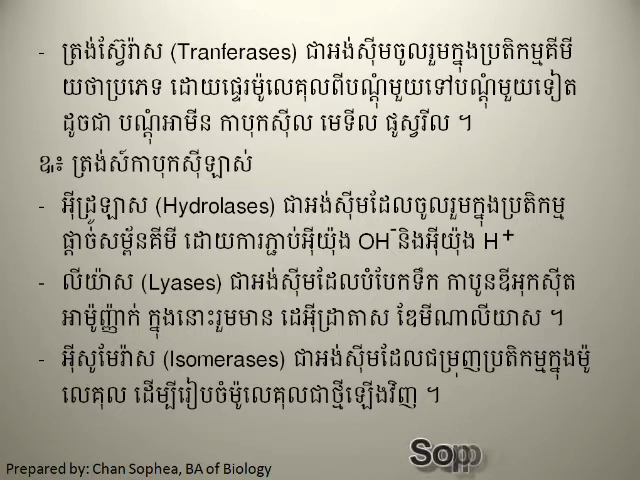 - ត្រង់ស្វ៊ែរ៉ាស (Tranferases) ជាអង់ស៊ីមចូលរួមក្នុងប្រតិកម្មគីមី
យថាប្រភេទ ដោយផ្ទេរម៉ូលេគុលពីបណ្តុំមួយទៅបណ្តុំមួយទៀត
ដូចជា បណ្តុំអាមីន កាបុកស៊ីល មេទីល ផូស្វរីល ។
ឩ៖ ត្រង់ស៍កាបុកស៊ីឡាស់
- អ៊ីដ្រូឡាស (Hydrolases) ជាអង់ស៊ីមដែលចូលរួមក្នុងប្រតិកម្ម
ផ្តាច់សម្ព័នគីមី ដោយការភ្ជាប់អ៊ីយ៉ុង OH⁻និងអ៊ីយ៉ុង H⁺
- លីយ៉ាស (Lyases) ជាអង់ស៊ីមដែលបំបែកទឹក កាបូនឌីអុកស៊ីត
អាម៉ូញ៉ាក់ ក្នុងនោះរួមមាន ដេអ៊ីដ្រាតាស ឌែមីណាលីយាស ។
- អ៊ីសូមែរ៉ាស (Isomerases) ជាអង់ស៊ីមដែលជម្រុញប្រតិកម្មក្នុងម៉ូ
លេគុល ដើម្បីរៀបចំម៉ូលេគុលជាថ្មីឡើងវិញ ។
Prepared by: Chan Sophea, BA of Biology